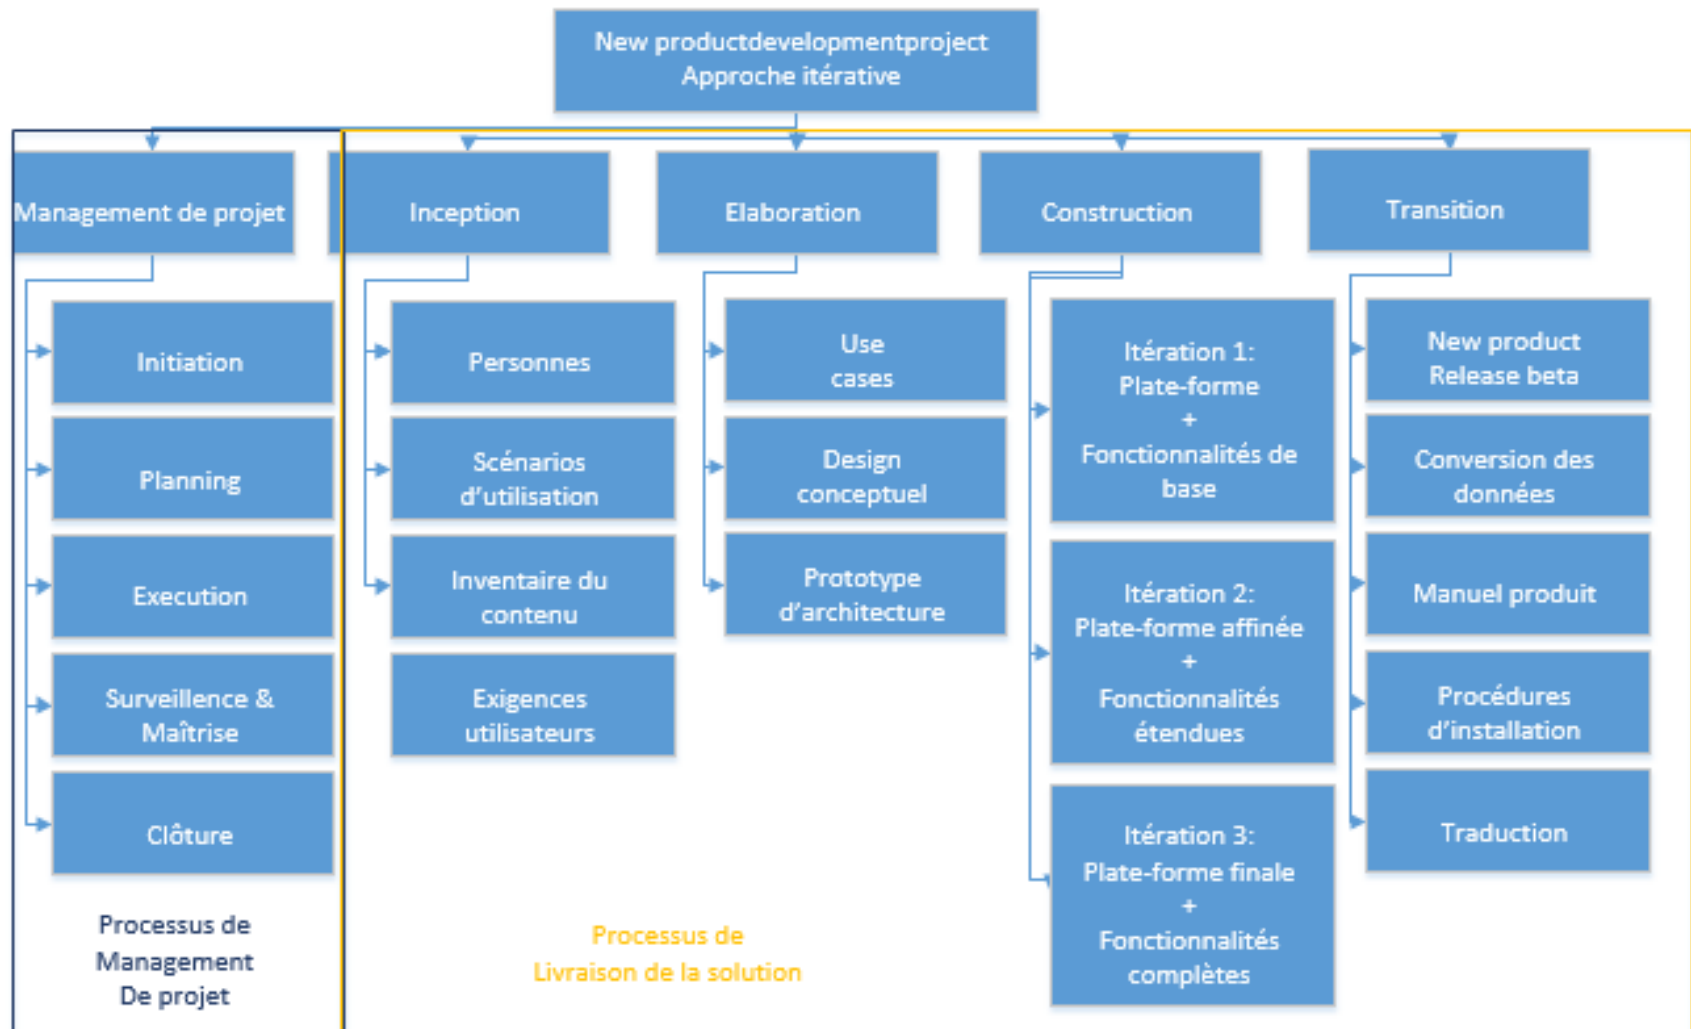 New productdevelopmentproject
Approche itérative
Management de projet
Inception
Elaboration
Construction
Transition
Initiation
Planning
Execution
Surveillence &
Maîtrise
Clôture
Personnes
Scénarios
d'utilisation
Inventaire du
contenu
Exigences
utilisateurs
Use
cases
Design
conceptuel
Prototype
d'architecture
Itération 1:
Plate-forme
+
Fonctionnalités de
base
Itération 2:
Plate-forme affinée
+
Fonctionnalités
étendues
Itération 3:
Plate-forme finale
+
Fonctionnalités
complètes
New product
Release beta
Conversion des
données
Manuel produit
Procédures
d'installation
Traduction
Processus de
Management
De projet
Processus de
Livraison de la solution